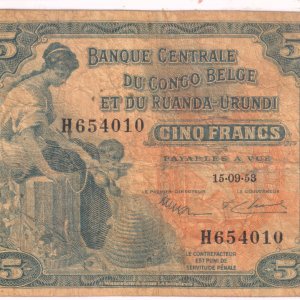 5
BANQUE CENTRALE
DU CONGO BELGE
ET DU RUANDA-URUNDI
H654010
CINQ FRANCS
PAYABLES A VUE
15-09-53
LE PREMIER-DIRECTEUR LE GOUVERNEUR
H654010
LE CONTREFACTEUR
EST PUNI DE
SERVITUDE PÉNALE
5
5